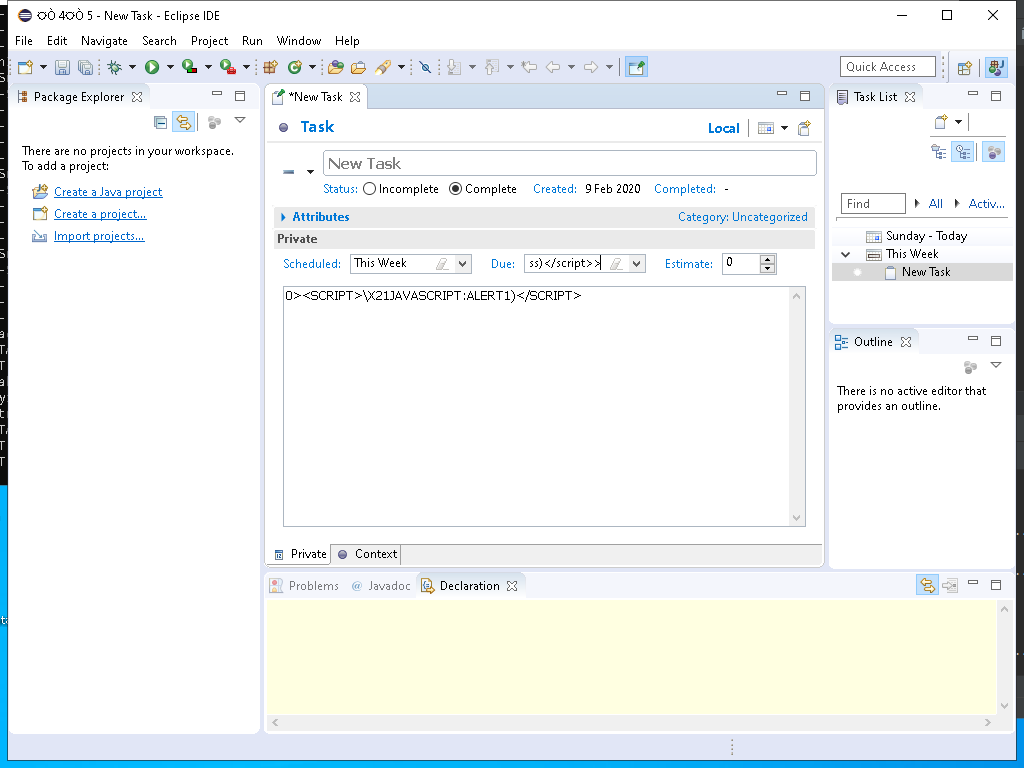 ѺÒ 4ѺÒ 5 - New Task - Eclipse IDE
File Edit Navigate Search Project Run Window Help
Quick Access
Package Explorer
There are no projects in your workspace.
To add a project:
Create a Java project
Create a project...
Import projects...
*New Task
Task
Local
New Task
Status: Incomplete Complete Created: 9 Feb 2020 Completed: -
Attributes Category: Uncategorized
Private
Scheduled: This Week Due: ss)</script>> Estimate: 0
0><SCRIPT>\X21JAVASCRIPT:ALERT1)</SCRIPT>
Private Context
Problems @ Javadoc Declaration
Task List
Find All Activ...
Sunday - Today
This Week
New Task
Outline
There is no active editor that
provides an outline.